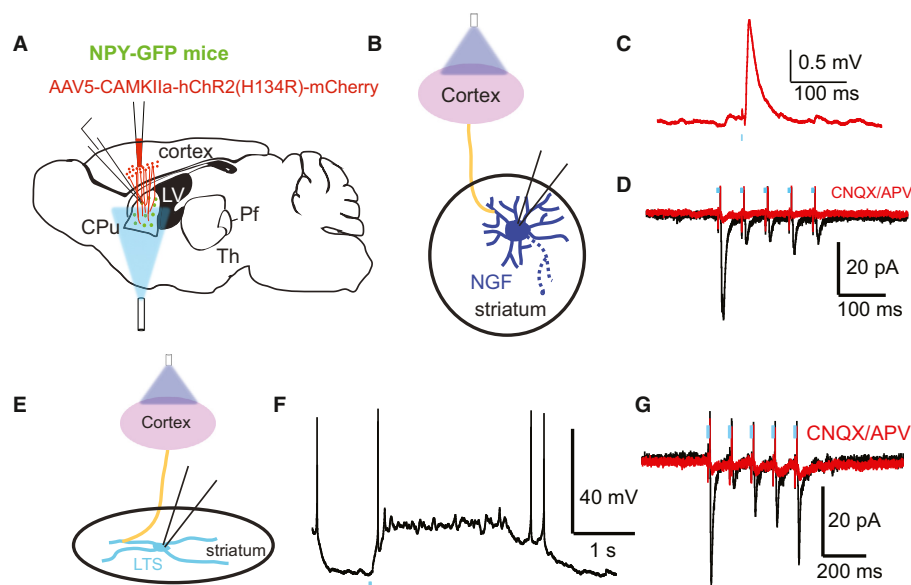 A
NPY-GFP mice
AAV5-CAMKIIa-hChR2(H134R)-mCherry
cortex
LV
CPu
Pf
Th
B
Cortex
NGF
striatum
C
0.5 mV
100 ms
D
CNQX/APV
20 pA
100 ms
E
Cortex
striatum
LTS
F
40 mV
1 s
G
CNQX/APV
20 pA
200 ms